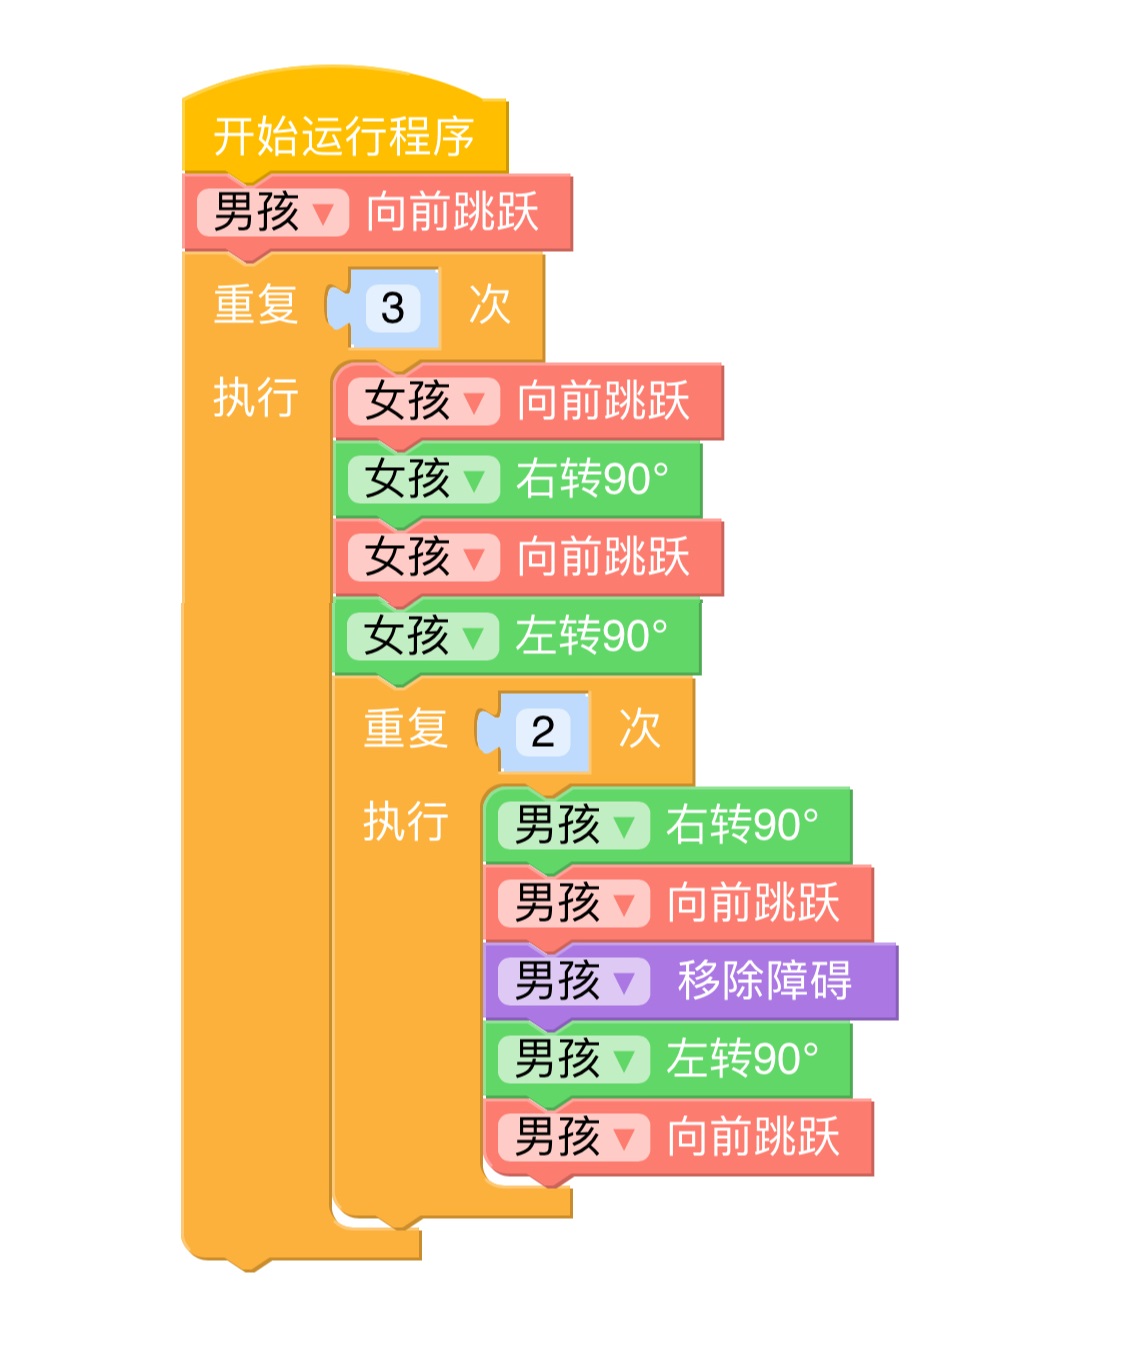 开始运行程序
男孩 向前跳跃
重复 3 次
执行
女孩 向前跳跃
女孩 右转90°
女孩 向前跳跃
女孩 左转90°
重复 2 次
执行
男孩 右转90°
男孩 向前跳跃
男孩 移除障碍
男孩 左转90°
男孩 向前跳跃